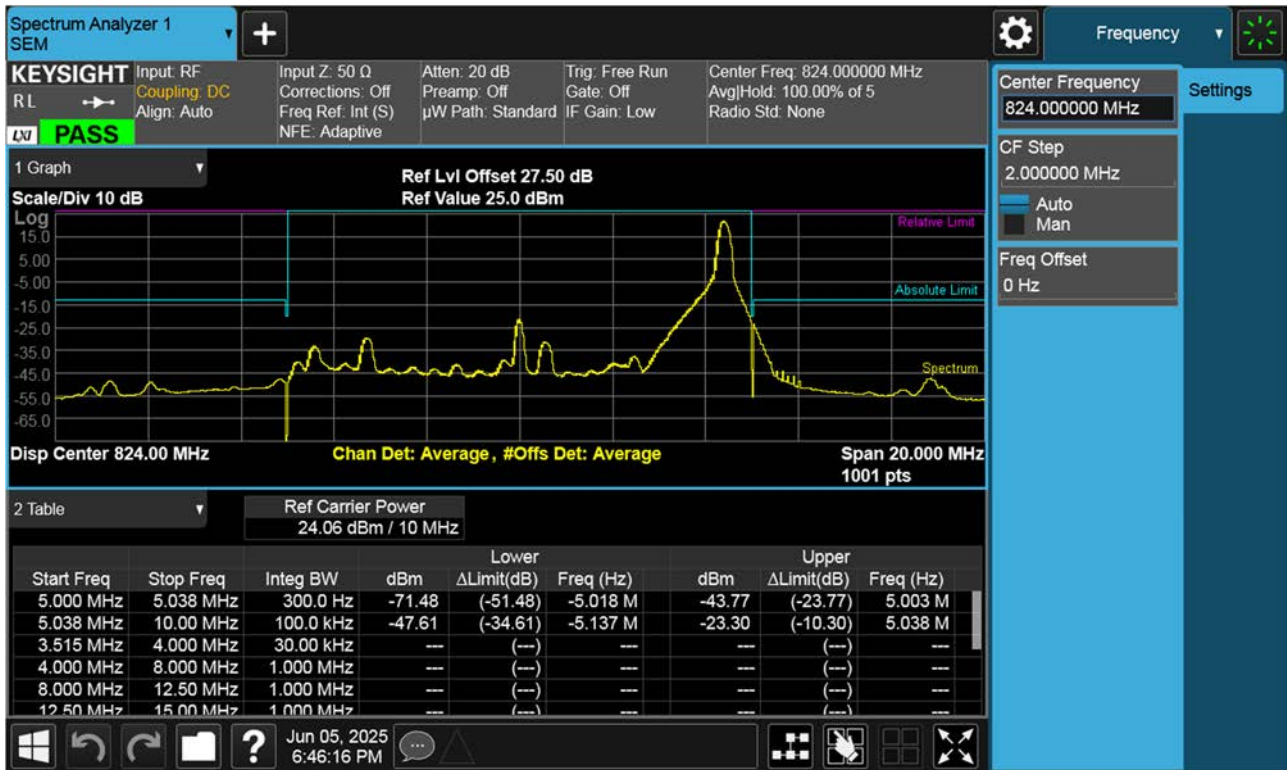 Spectrum Analyzer 1
SEM
+
Frequency
KEYSIGHT
RL
LXI PASS
Input: RF
Coupling: DC
Align: Auto
Input Z: 50 Ω
Corrections: Off
Freq Ref: Int (S)
NFE: Adaptive
Atten: 20 dB
Preamp: Off
µW Path: Standard
Trig: Free Run
Gate: Off
IF Gain: Low
Center Freq: 824.000000 MHz
Avg|Hold: 100.00% of 5
Radio Std: None
Center Frequency
824.000000 MHz
Settings
CF Step
2.000000 MHz
Auto
Man
Freq Offset
0 Hz
1 Graph
Scale/Div 10 dB
Ref Lvl Offset 27.50 dB
Ref Value 25.0 dBm
Log
15.0
5.00
-5.00
-15.0
-25.0
-35.0
-45.0
-55.0
-65.0
Relative Limit
Absolute Limit
Spectrum
Disp Center 824.00 MHz
Chan Det: Average, #Offs Det: Average
Span 20.000 MHz
1001 pts
2 Table
Ref Carrier Power
24.06 dBm / 10 MHz
Lower Upper
Start Freq Stop Freq Integ BW dBm ΔLimit(dB) Freq (Hz) dBm ΔLimit(dB) Freq (Hz)
5.000 MHz 5.038 MHz 300.0 Hz -71.48 (-51.48) -5.018 M -43.77 (-23.77) 5.003 M
5.038 MHz 10.00 MHz 100.0 kHz -47.61 (-34.61) -5.137 M -23.30 (-10.30) 5.038 M
3.515 MHz 4.000 MHz 30.00 kHz --- (---) --- --- (---) ---
4.000 MHz 8.000 MHz 1.000 MHz --- (---) --- --- (---) ---
8.000 MHz 12.50 MHz 1.000 MHz --- (---) --- --- (---) ---
12.50 MHz 15.00 MHz 1.000 MHz --- (---) --- --- (---) ---
?
Jun 05, 2025
6:46:16 PM